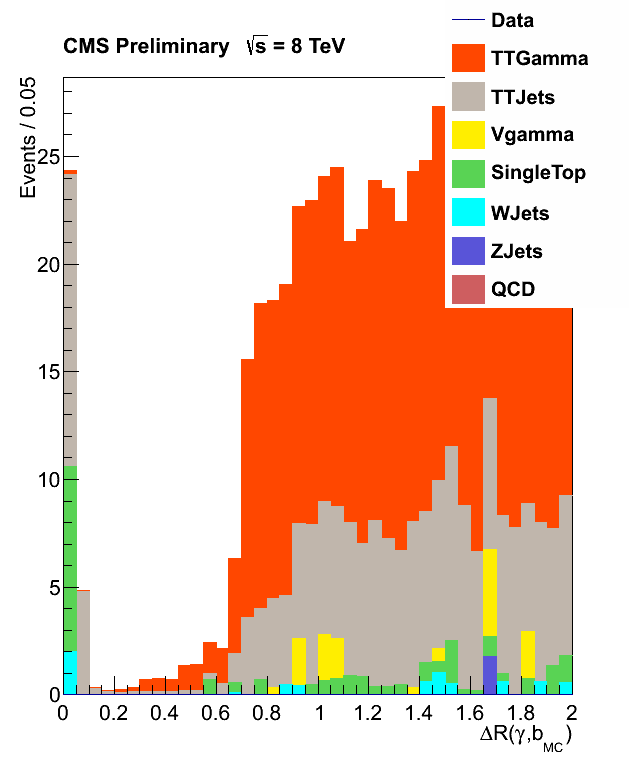 CMS Preliminary √s = 8 TeV
Data
TTGamma
TTJets
Vgamma
SingleTop
WJets
ZJets
QCD
Events / 0.05
25
20
15
10
5
0
0 0.2 0.4 0.6 0.8 1 1.2 1.4 1.6 1.8 2
ΔR(γ,b_MC)